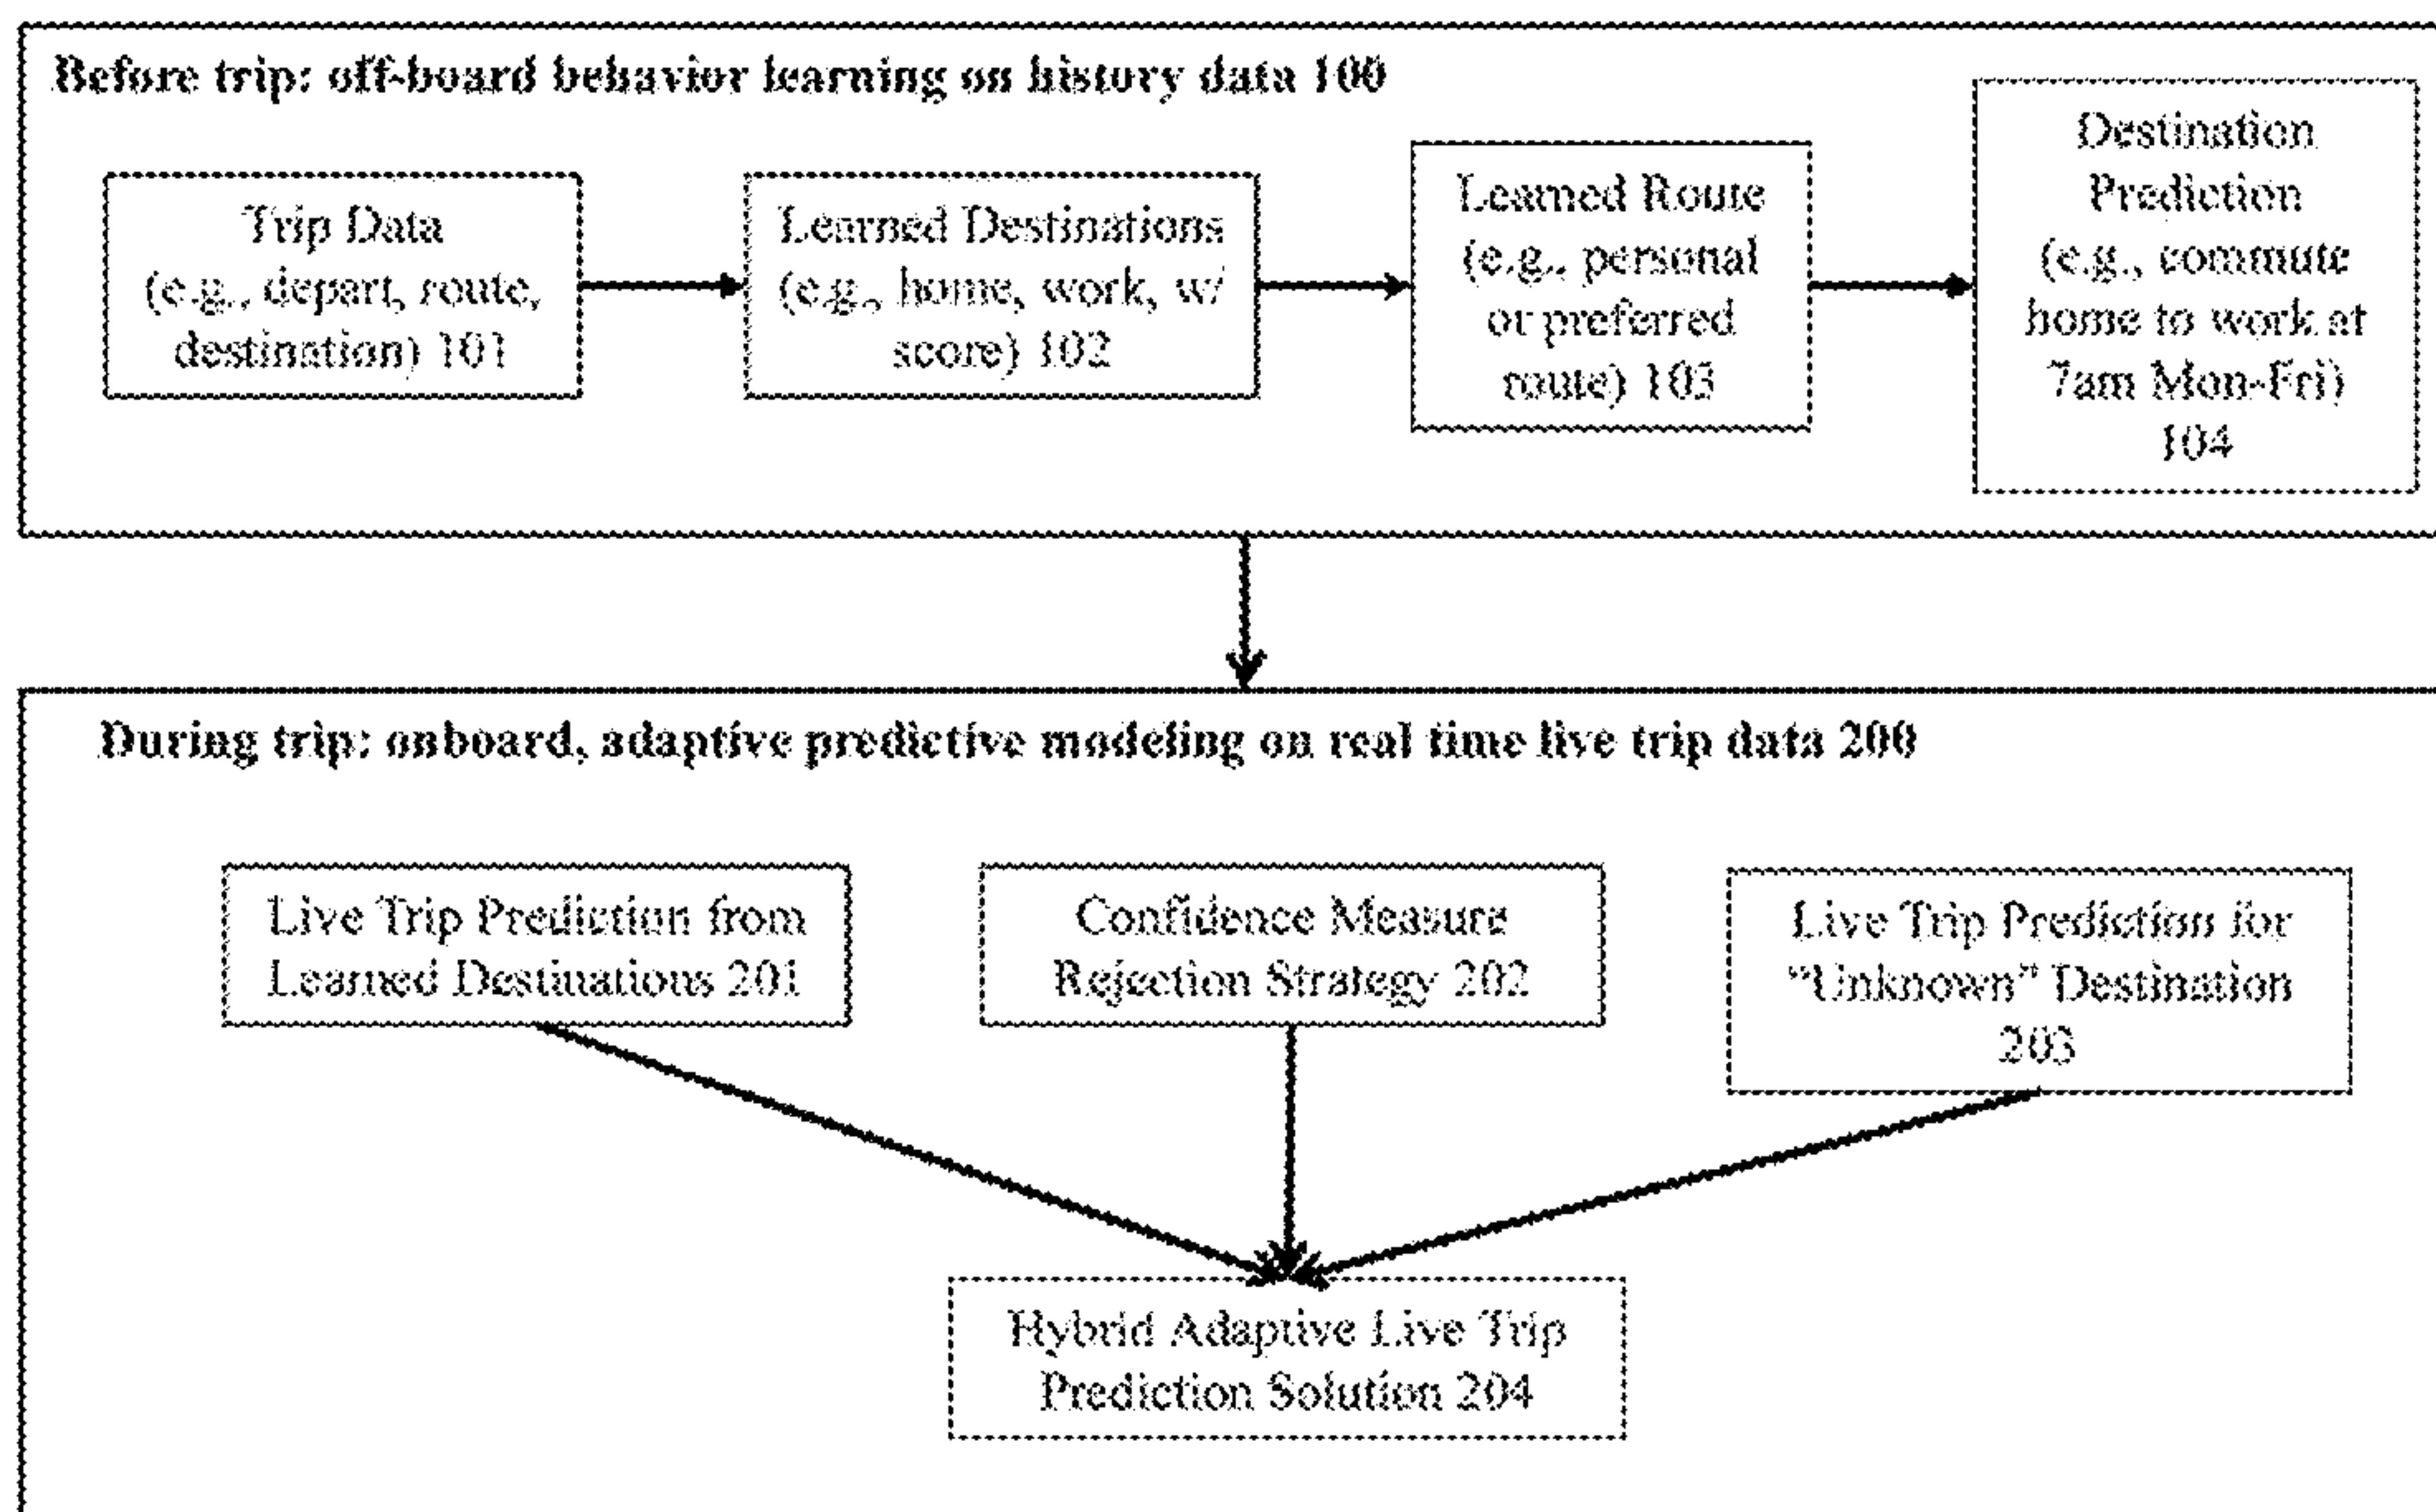 Before trip: off-board behavior learning on history data 100
Trip Data
(e.g., depart, route,
destination) 101
Learned Destinations
(e.g., home, work, w/
score) 102
Learned Route
(e.g., personal
or preferred
route) 103
Destination
Prediction
(e.g., commute
home to work at
7am Mon-Fri)
104
During trip: onboard, adaptive predictive modeling on real time live trip data 200
Live Trip Prediction from
Learned Destinations 201
Confidence Measure
Rejection Strategy 202
Live Trip Prediction for
"Unknown" Destination
203
Hybrid Adaptive Live Trip
Prediction Solution 204